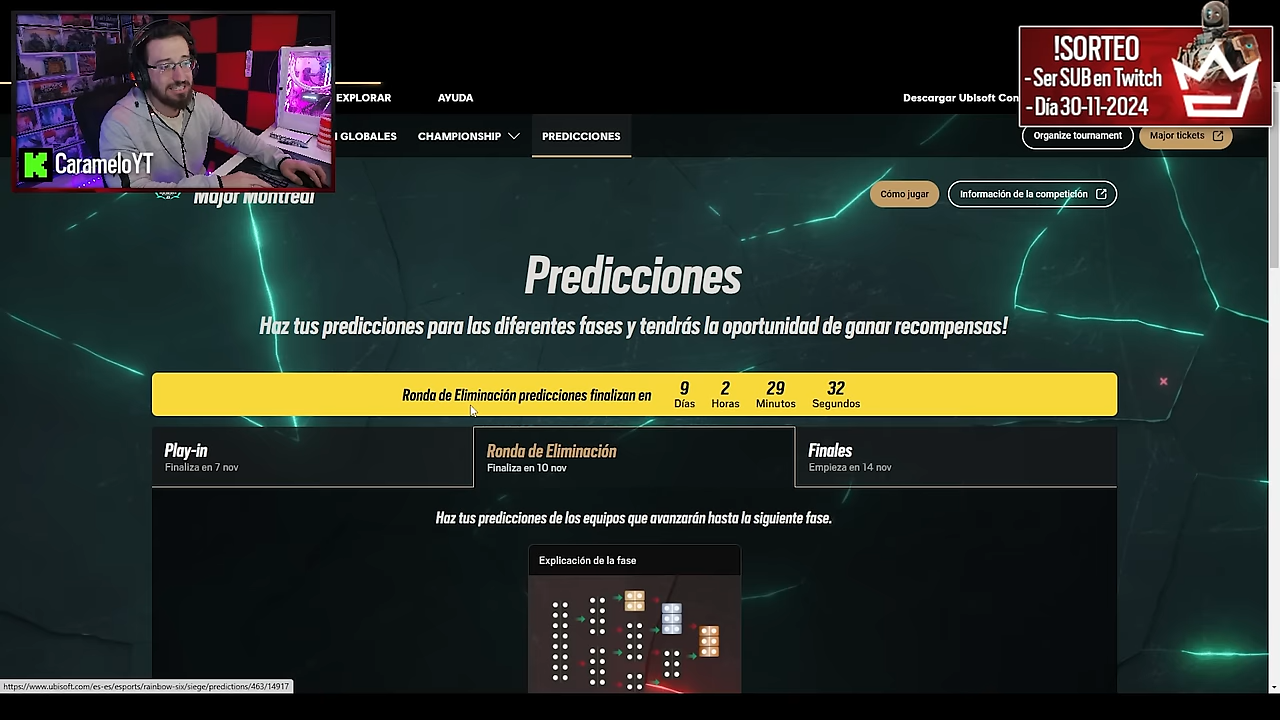 CarameloYT
EXPLORAR
AYUDA
Descargar Ubisoft Con
GLOBALES
CHAMPIONSHIP
PREDICCIONES
!SORTEO
- Ser SUB en Twitch
- Día 30-11-2024
Organize tournament
Major tickets
Major Montreal
Cómo jugar
Información de la competición
Predicciones
Haz tus predicciones para las diferentes fases y tendrás la oportunidad de ganar recompensas!
Ronda de Eliminación predicciones finalizan en
9 2 29 32
Días Horas Minutos Segundos
Play-in
Finaliza en 7 nov
Ronda de Eliminación
Finaliza en 10 nov
Finales
Empieza en 14 nov
Haz tus predicciones de los equipos que avanzarán hasta la siguiente fase.
Explicación de la fase
https://www.ubisoft.com/es-es/esports/rainbow-six/siege/predictions/463/14917